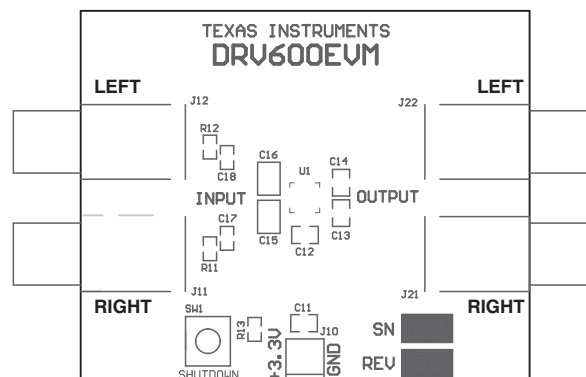 TEXAS INSTRUMENTS
DRV600EVM
LEFT
LEFT
J12
J22
R12
C18
C16
U1
C14
INPUT
OUTPUT
C17
R11
C15
C12
C13
J11
J21
RIGHT
RIGHT
SW1
R13
C11
J10
+3.3V
GND
SN
REV
SHUTDOWN